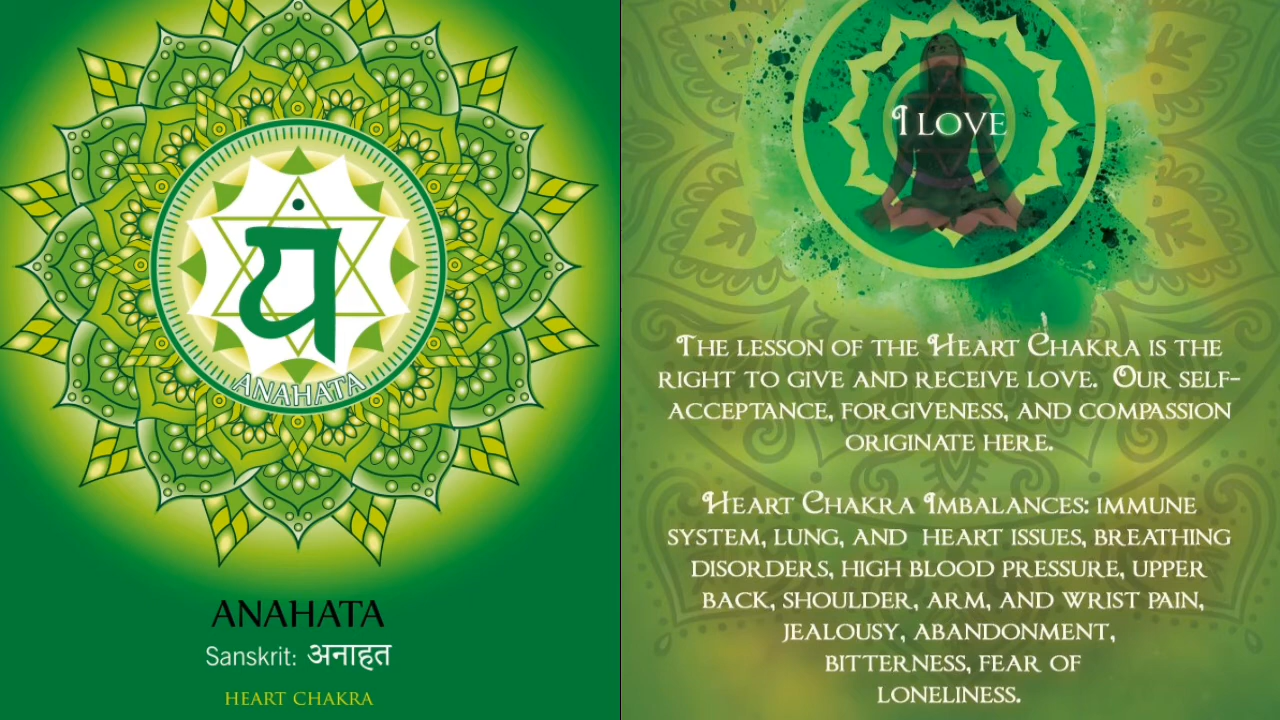 य
ANAHATA
ANAHATA
Sanskrit: अनाहत
HEART CHAKRA
I LOVE
THE LESSON OF THE HEART CHAKRA IS THE
RIGHT TO GIVE AND RECEIVE LOVE. OUR SELF-
ACCEPTANCE, FORGIVENESS, AND COMPASSION
ORIGINATE HERE.
HEART CHAKRA IMBALANCES: IMMUNE
SYSTEM, LUNG, AND HEART ISSUES, BREATHING
DISORDERS, HIGH BLOOD PRESSURE, UPPER
BACK, SHOULDER, ARM, AND WRIST PAIN,
JEALOUSY, ABANDONMENT,
BITTERNESS, FEAR OF
LONELINESS.